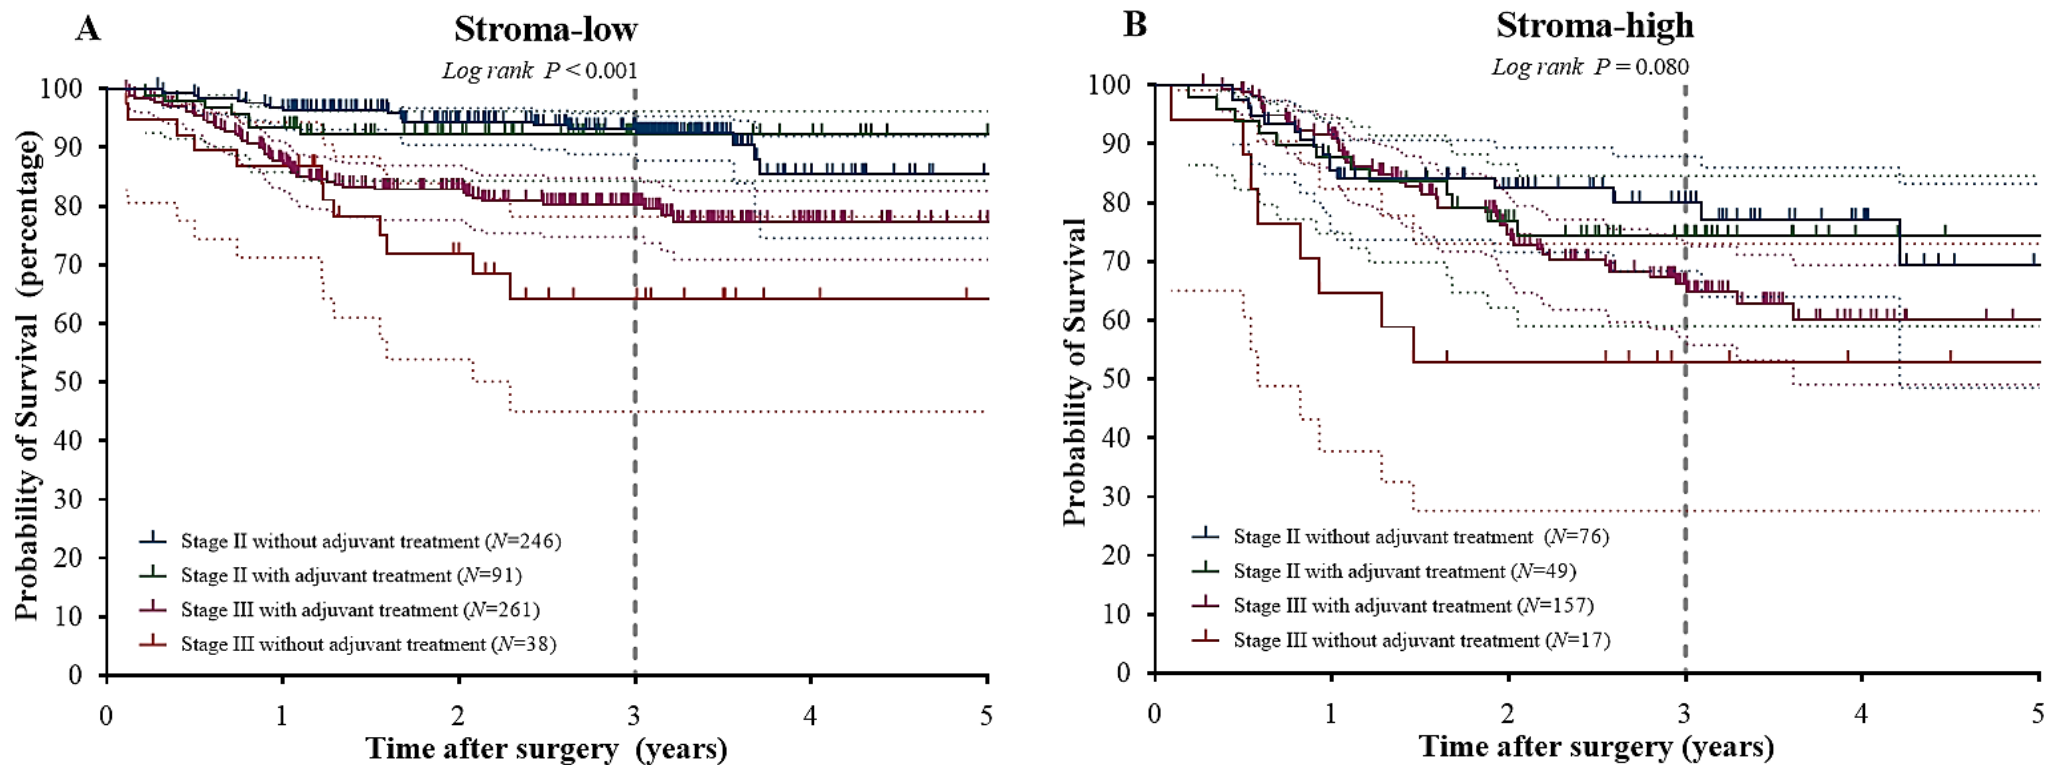 A
Stroma-low
Log rank P < 0.001
Probability of Survival (percentage)
100
90
80
70
60
50
40
30
20
10
0
Stage II without adjuvant treatment (N=246)
Stage II with adjuvant treatment (N=91)
Stage III with adjuvant treatment (N=261)
Stage III without adjuvant treatment (N=38)
0 1 2 3 4 5
Time after surgery (years)
B
Stroma-high
Log rank P = 0.080
Probability of Survival
100
90
80
70
60
50
40
30
20
10
0
Stage II without adjuvant treatment (N=76)
Stage II with adjuvant treatment (N=49)
Stage III with adjuvant treatment (N=157)
Stage III without adjuvant treatment (N=17)
0 1 2 3 4 5
Time after surgery (years)